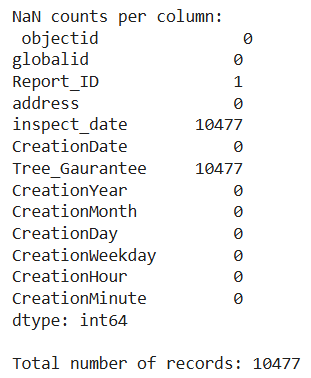 NaN counts per column:
 objectid              0
globalid              0
Report_ID             1
address               0
inspect_date      10477
CreationDate          0
Tree_Gaurantee    10477
CreationYear          0
CreationMonth         0
CreationDay           0
CreationWeekday       0
CreationHour          0
CreationMinute        0
dtype: int64

Total number of records: 10477